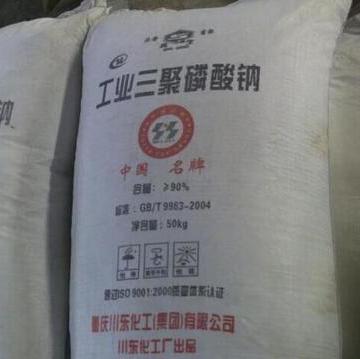 工业三聚磷酸钠
钠
中国 名牌
含量：≥90%
标准：GB/T 9983-2004
净含量：50kg
通过ISO 9001:2000质量体系认证
重庆川东化工(集团)有限公司
川东化工厂出品